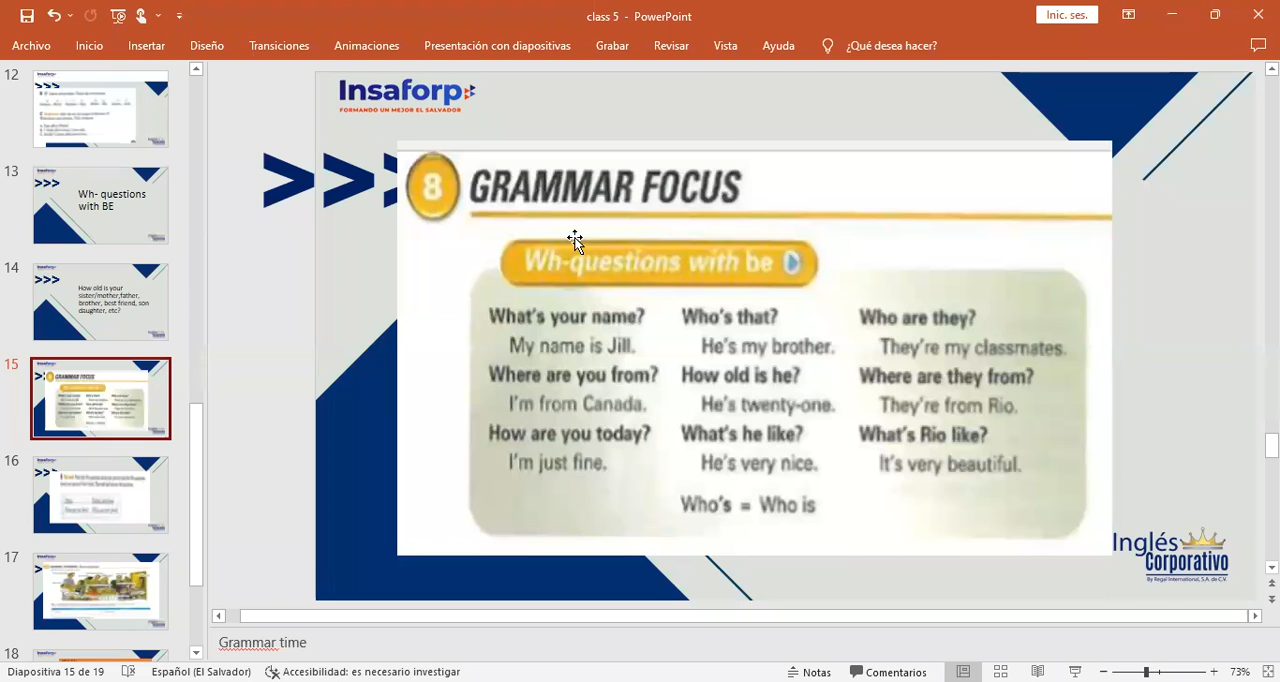 class 5 - PowerPoint
Inic. ses.
Archivo Inicio Insertar Diseño Transiciones Animaciones Presentación con diapositivas Grabar Revisar Vista Ayuda ¿Qué desea hacer?
12
13
Wh- questions
with BE
14
How old is your
sister/mother,father,
brother, best friend, son
daughter, etc?
15
GRAMMAR FOCUS
16
17
18
Insaforp
FORMANDO UN MEJOR EL SALVADOR
>>>
8 GRAMMAR FOCUS
Wh-questions with be
What's your name?
My name is Jill.
Where are you from?
I'm from Canada.
How are you today?
I'm just fine.
Who's that?
He's my brother.
How old is he?
He's twenty-one.
What's he like?
He's very nice.
Who's = Who is
Who are they?
They're my classmates.
Where are they from?
They're from Rio.
What's Rio like?
It's very beautiful.
Inglés
Corporativo
By Regal International, S.A. de C.V.
Grammar time
Diapositiva 15 de 19 Español (El Salvador) Accesibilidad: es necesario investigar Notas Comentarios 73%